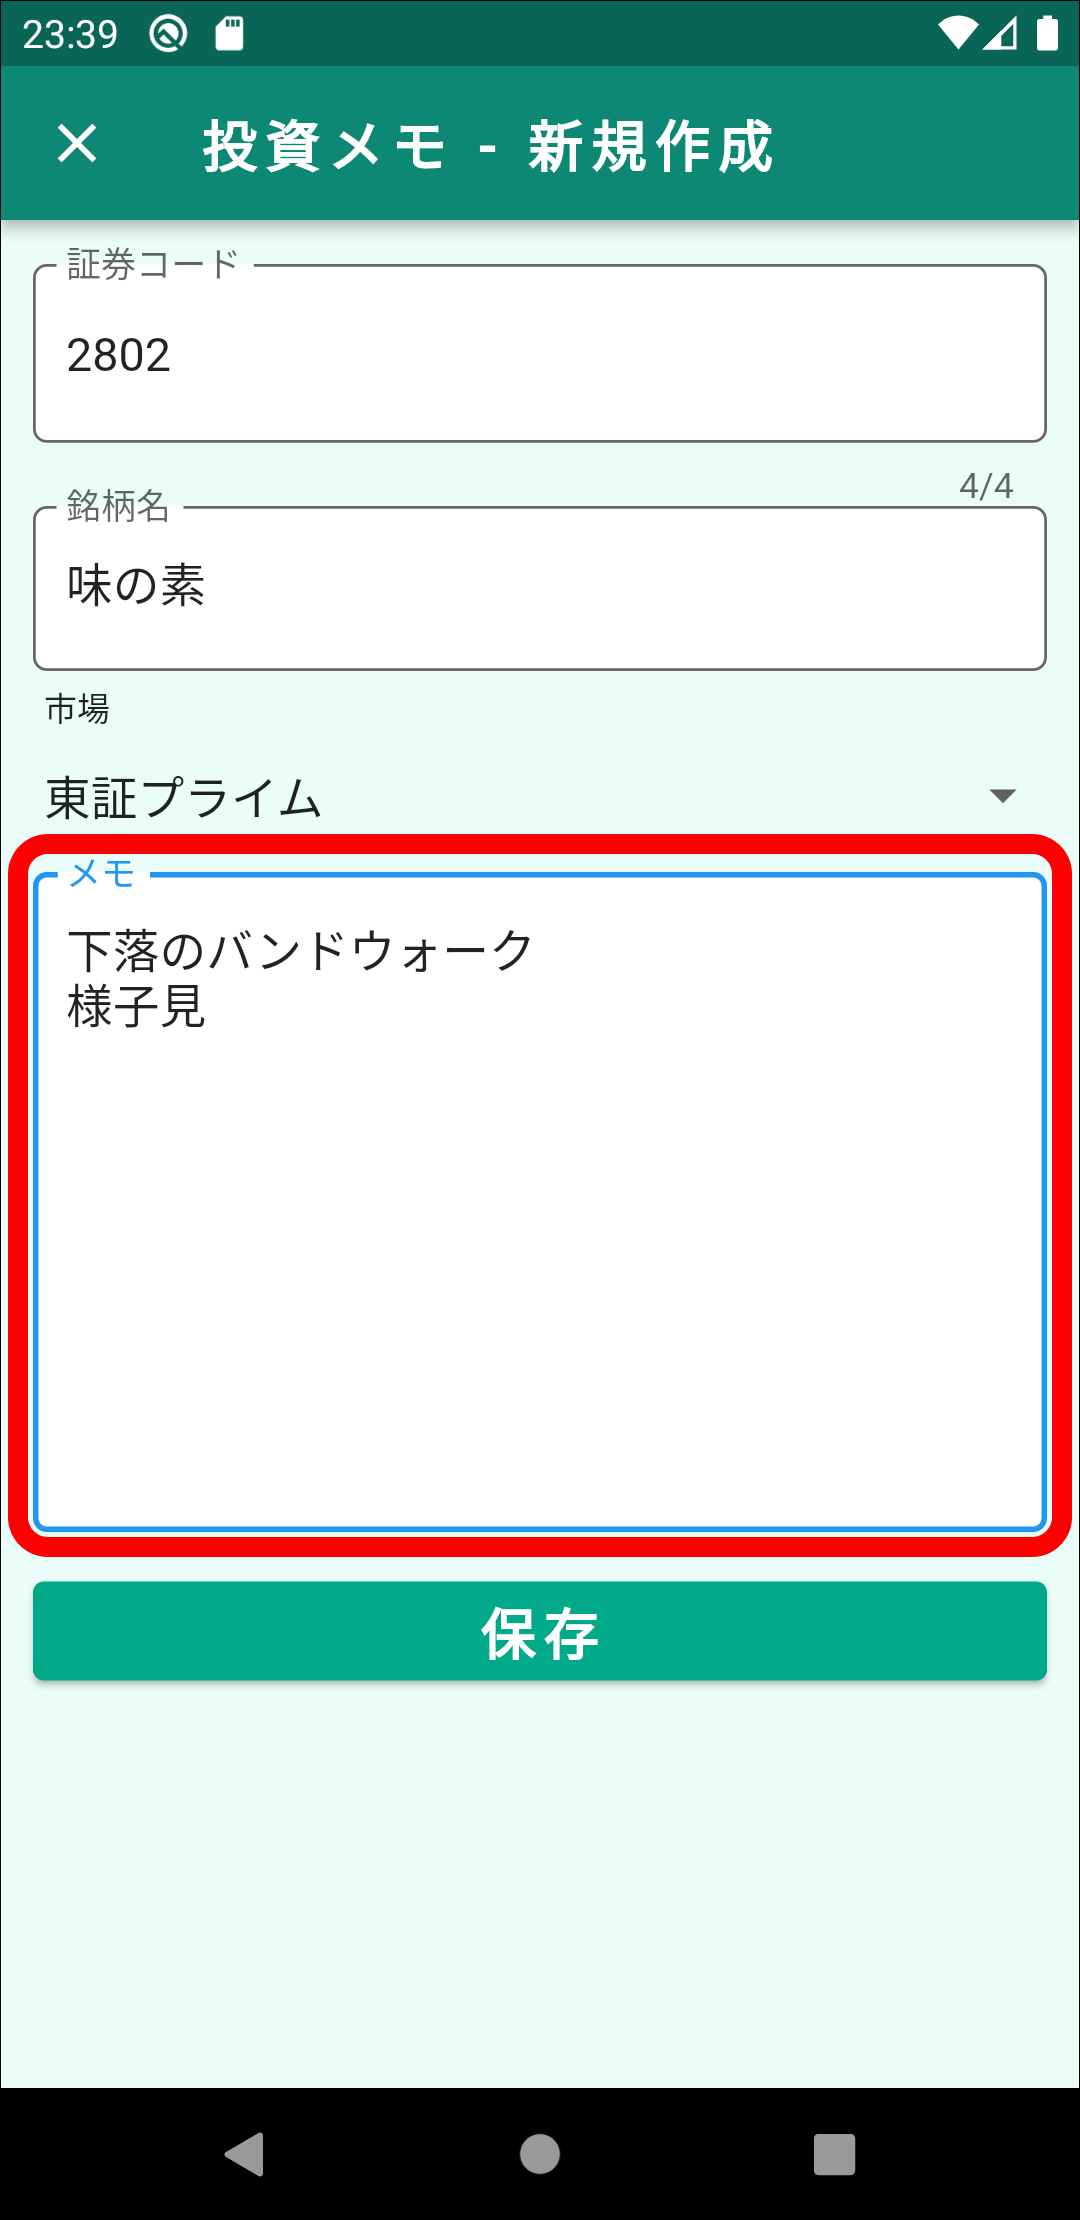 23:39
投資メモ - 新規作成
証券コード
2802
4/4
銘柄名
味の素
市場
東証プライム
メモ
下落のバンドウォーク
様子見
保存